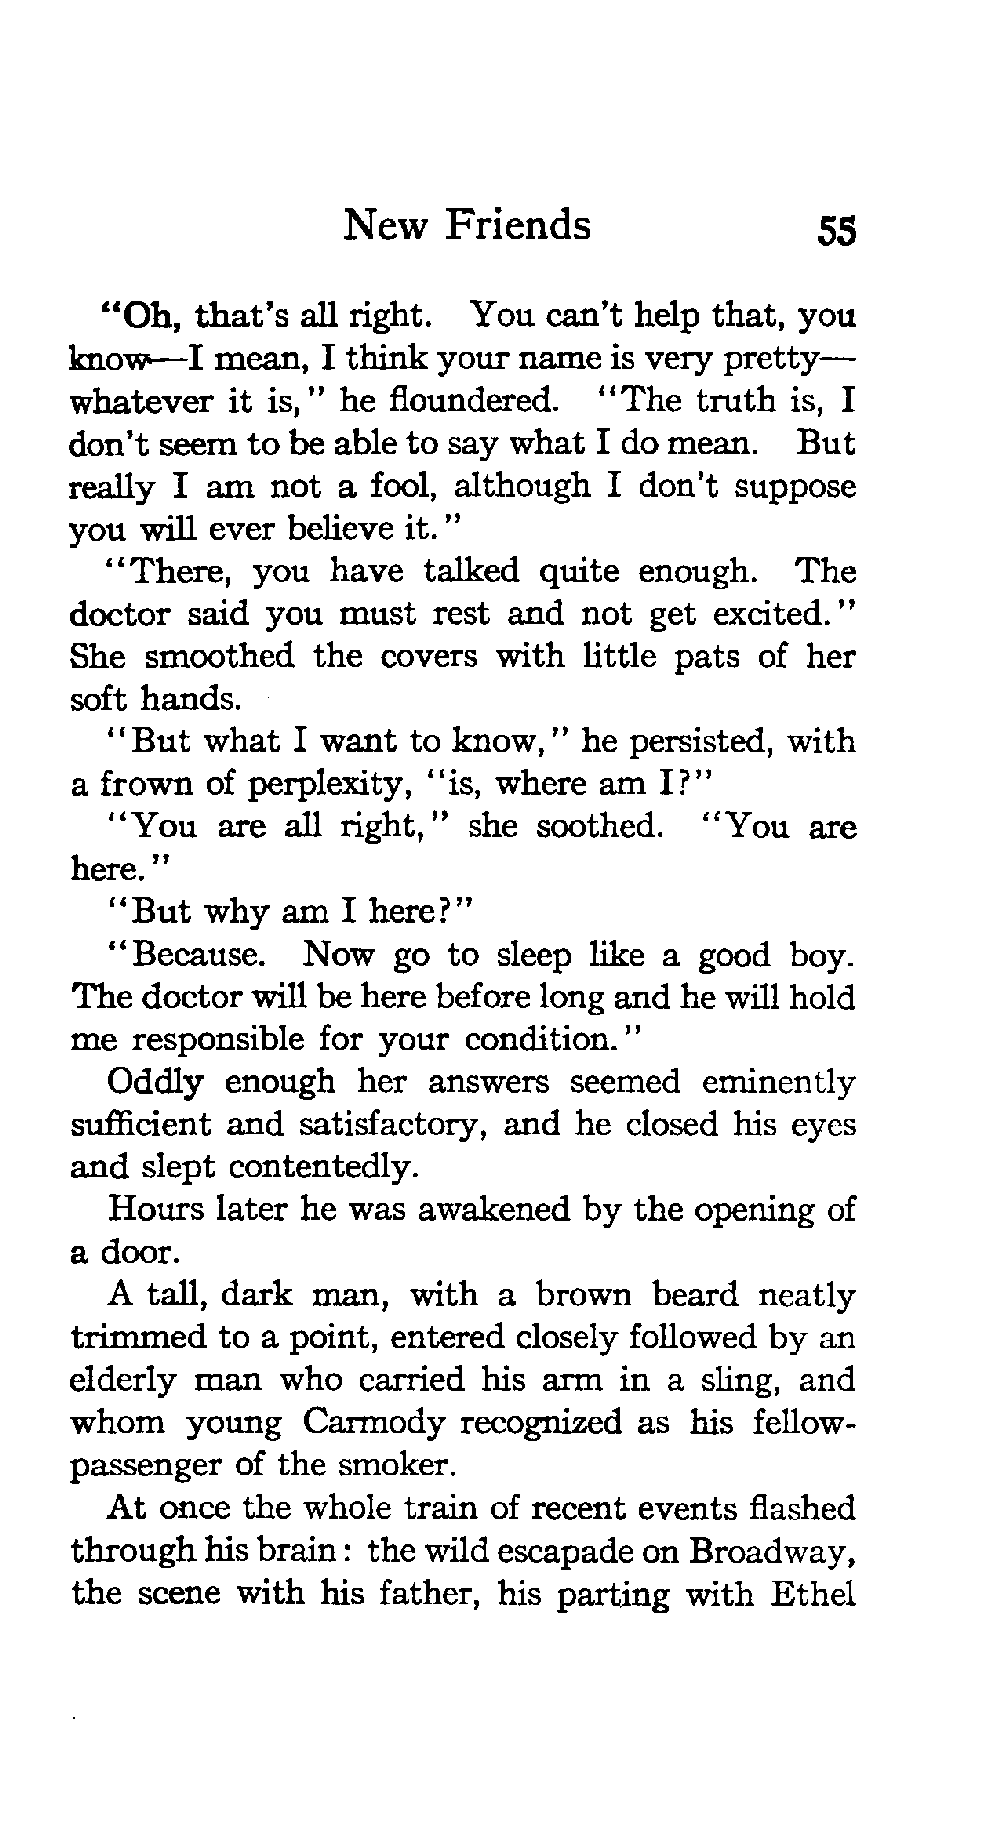 New Friends 55
"Oh, that's all right. You can't help that, you
know—I mean, I think your name is very pretty—
whatever it is," he floundered. "The truth is, I
don't seem to be able to say what I do mean. But
really I am not a fool, although I don't suppose
you will ever believe it."
"There, you have talked quite enough. The
doctor said you must rest and not get excited."
She smoothed the covers with little pats of her
soft hands.
"But what I want to know," he persisted, with
a frown of perplexity, "is, where am I?"
"You are all right," she soothed. "You are
here."
"But why am I here?"
"Because. Now go to sleep like a good boy.
The doctor will be here before long and he will hold
me responsible for your condition."
Oddly enough her answers seemed eminently
sufficient and satisfactory, and he closed his eyes
and slept contentedly.
Hours later he was awakened by the opening of
a door.
A tall, dark man, with a brown beard neatly
trimmed to a point, entered closely followed by an
elderly man who carried his arm in a sling, and
whom young Carmody recognized as his fellow-
passenger of the smoker.
At once the whole train of recent events flashed
through his brain: the wild escapade on Broadway,
the scene with his father, his parting with Ethel